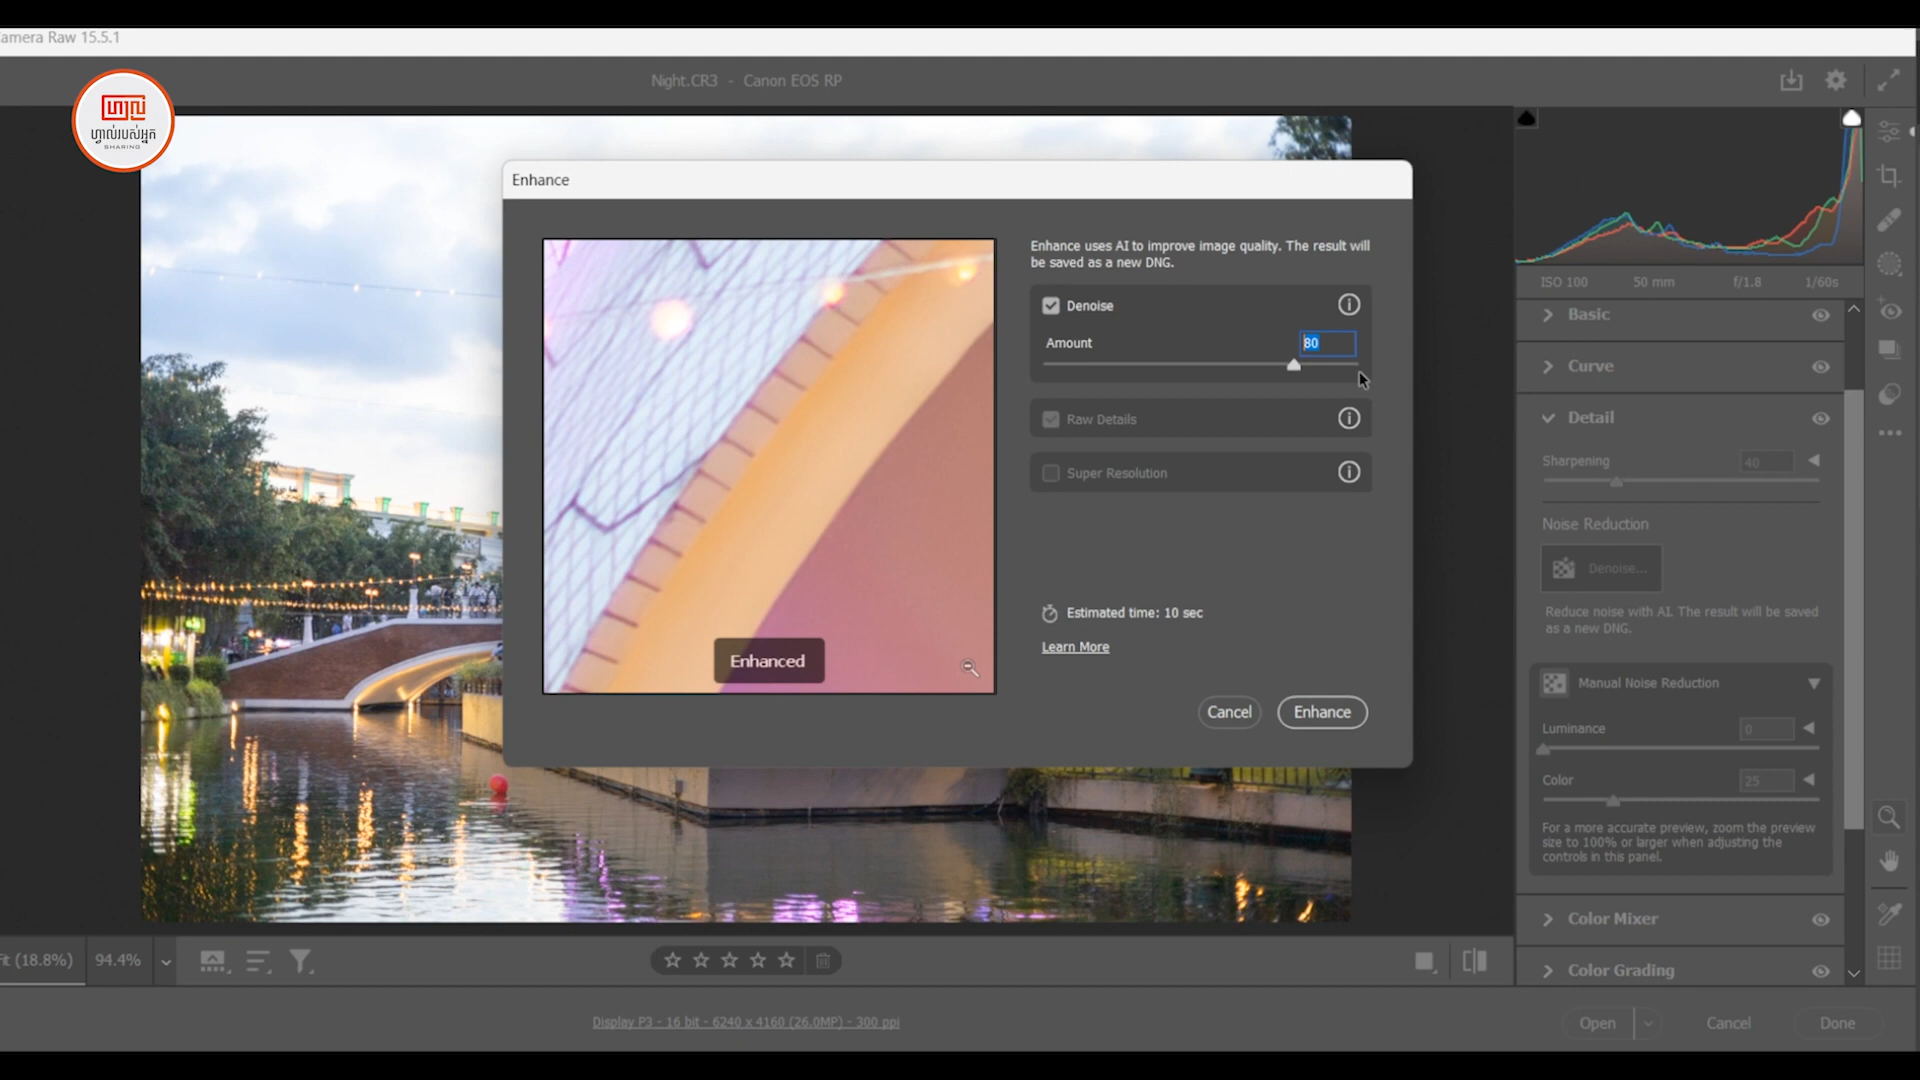 Camera Raw 15.5.1
ហ្វាល់របស់អ្នក
SHARING
Night.CR3 - Canon EOS RP
Enhance
Enhance uses AI to improve image quality. The result will
be saved as a new DNG.
Denoise
Amount
80
Raw Details
Super Resolution
Estimated time: 10 sec
Learn More
Cancel
Enhance
Enhanced
ISO 100
50 mm
f/1.8
1/60s
Basic
Curve
Detail
Sharpening
40
Noise Reduction
Denoise...
Reduce noise with AI. The result will be saved
as a new DNG.
Manual Noise Reduction
Luminance
0
Color
25
For a more accurate preview, zoom the preview
size to 100% or larger when adjusting the
controls in this panel.
Color Mixer
Color Grading
Fit (18.8%)
94.4%
Display P3 - 16 bit - 6240 x 4160 (26.0MP) - 300 ppi
Open
Cancel
Done